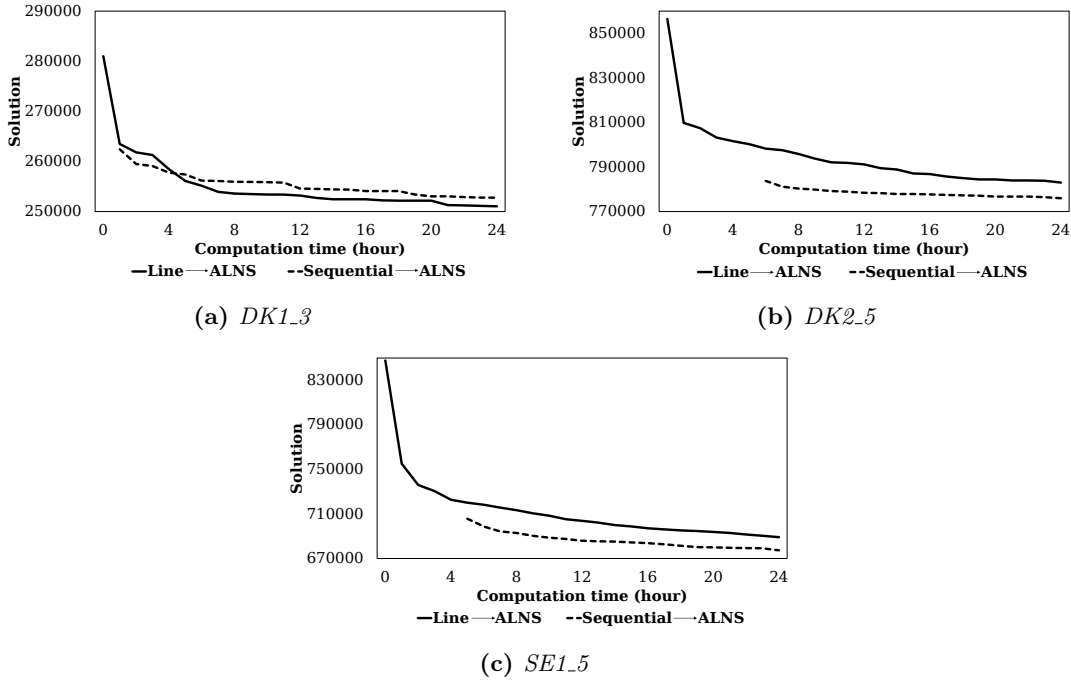 290000
280000
270000
260000
250000
Solution
0 4 8 12 16 20 24
Computation time (hour)
Line→ALNS Sequential→ALNS
(a) DK1_3
850000
830000
810000
790000
770000
Solution
0 4 8 12 16 20 24
Computation time (hour)
Line→ALNS Sequential→ALNS
(b) DK2_5
830000
790000
750000
710000
670000
Solution
0 4 8 12 16 20 24
Computation time (hour)
Line→ALNS Sequential→ALNS
(c) SE1_5